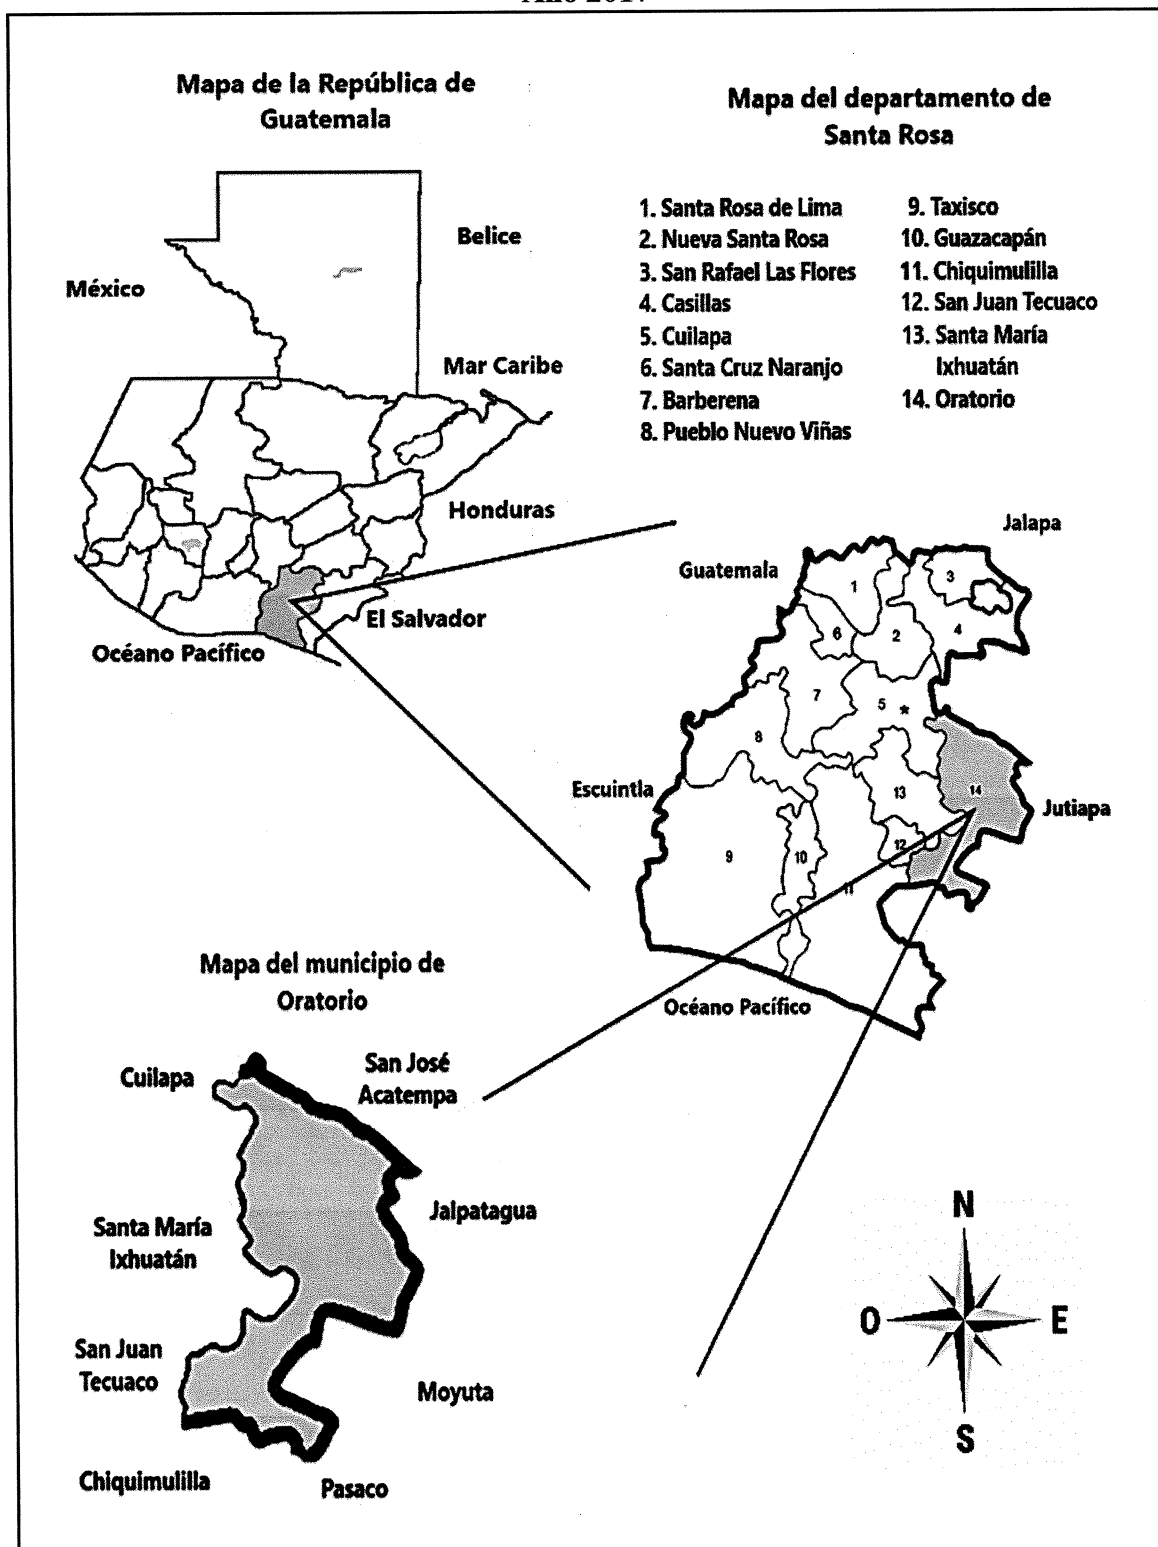 Año 2017
Mapa de la República de
Guatemala
Belice
México
Mar Caribe
Honduras
El Salvador
Océano Pacífico
Mapa del departamento de
Santa Rosa
1. Santa Rosa de Lima
2. Nueva Santa Rosa
3. San Rafael Las Flores
4. Casillas
5. Cuilapa
6. Santa Cruz Naranjo
7. Barberena
8. Pueblo Nuevo Viñas
9. Taxisco
10. Guazacapán
11. Chiquimulilla
12. San Juan Tecuaco
13. Santa María
Ixhuatán
14. Oratorio
Jalapa
Guatemala
1
3
6
2
4
7
5 *
8
Escuintla
13
14
Jutiapa
9
10
12
11
Océano Pacífico
Mapa del municipio de
Oratorio
Cuilapa
San José
Acatempa
Jalpatagua
Santa María
Ixhuatán
San Juan
Tecuaco
Moyuta
Chiquimulilla
Pasaco
N
O
E
S